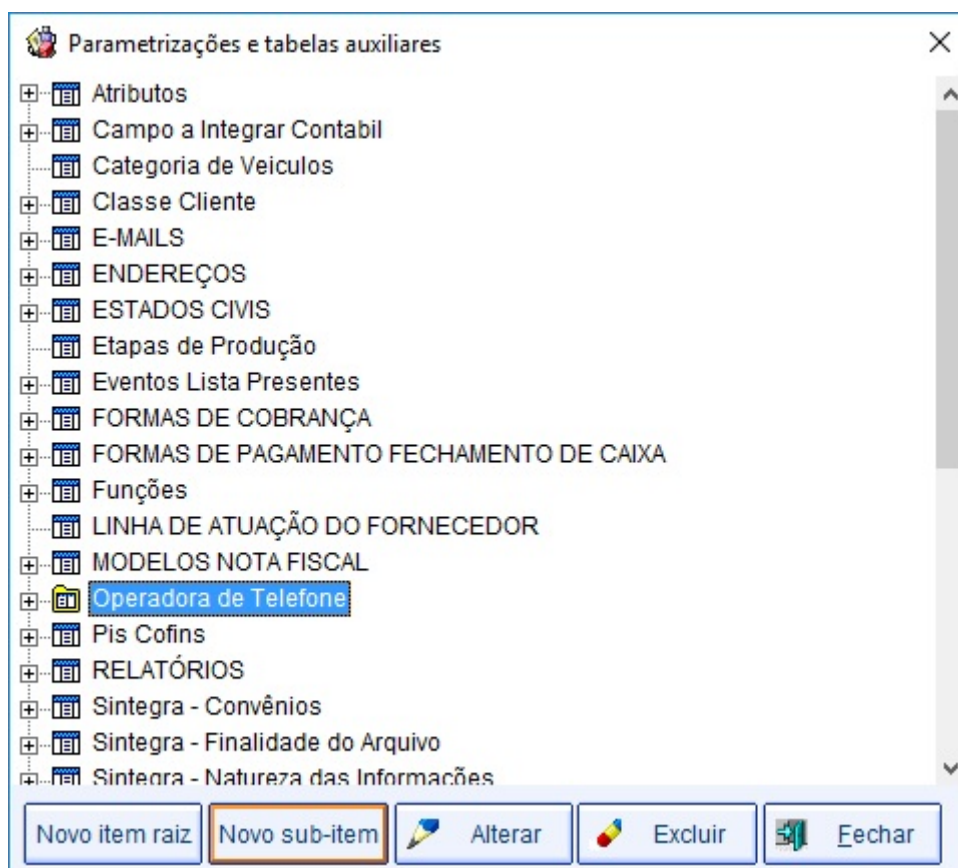 Parametrizações e tabelas auxiliares
Atributos
Campo a Integrar Contabil
Categoria de Veiculos
Classe Cliente
E-MAILS
ENDEREÇOS
ESTADOS CIVIS
Etapas de Produção
Eventos Lista Presentes
FORMAS DE COBRANÇA
FORMAS DE PAGAMENTO FECHAMENTO DE CAIXA
Funções
LINHA DE ATUAÇÃO DO FORNECEDOR
MODELOS NOTA FISCAL
Operadora de Telefone
Pis Cofins
RELATÓRIOS
Sintegra - Convênios
Sintegra - Finalidade do Arquivo
Sintegra - Natureza das Informações
Novo item raiz Novo sub-item Alterar Excluir Fechar